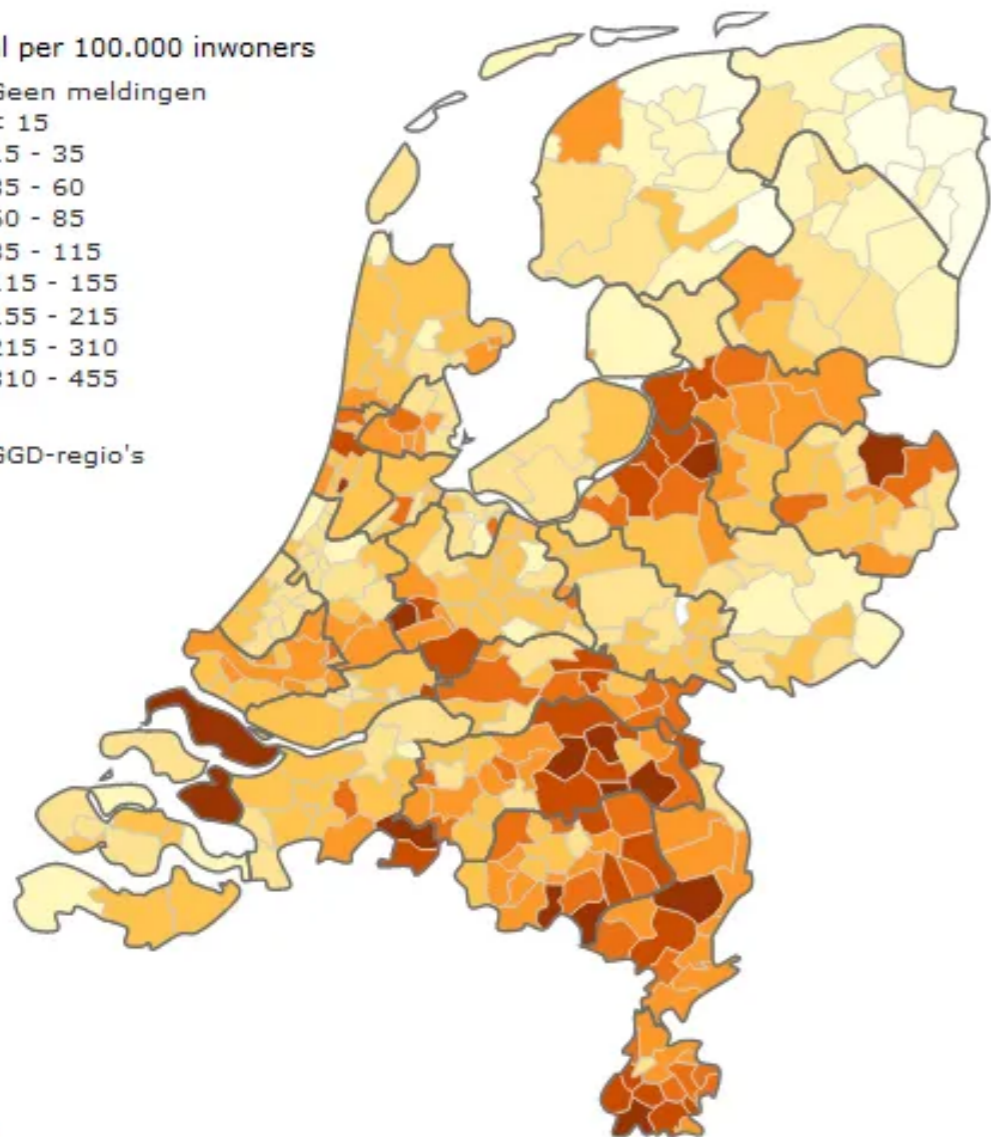 l per 100.000 inwoners
Geen meldingen
< 15
15 - 35
35 - 60
60 - 85
85 - 115
115 - 155
155 - 215
215 - 310
310 - 455
GGD-regio's